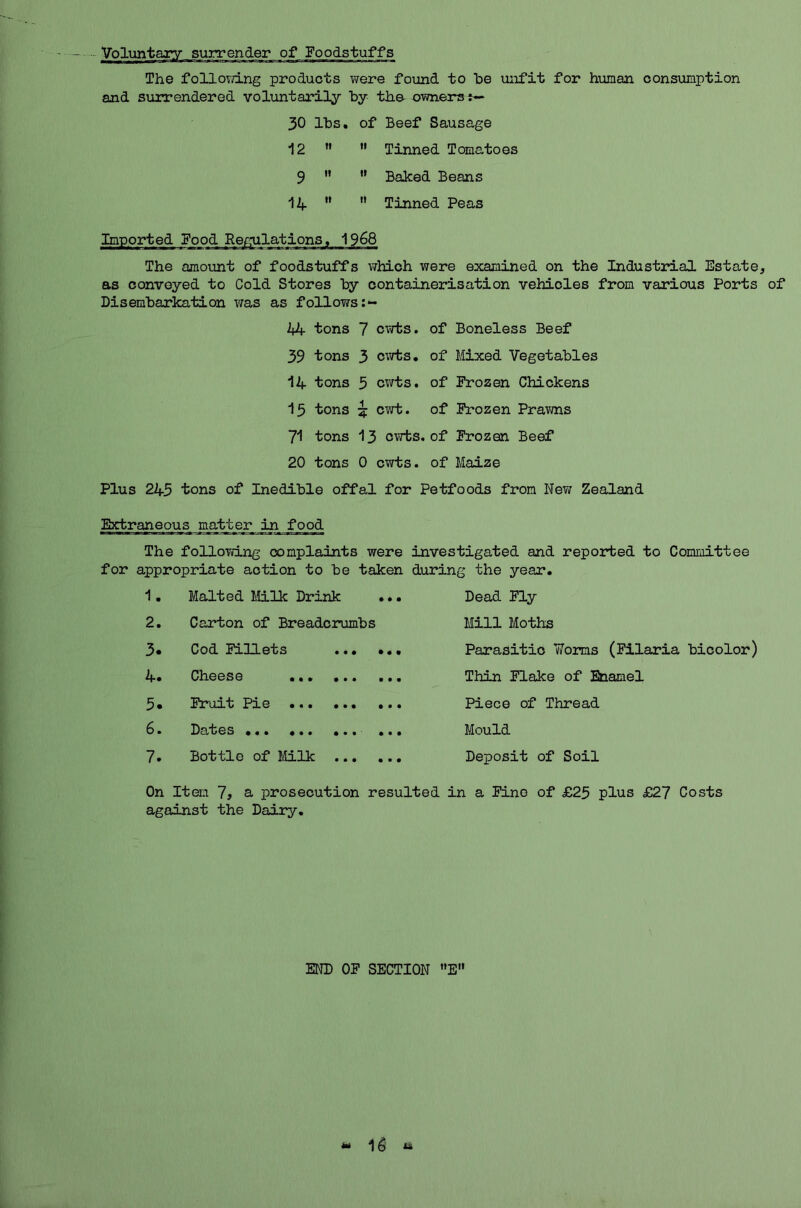 Voluntary surrender of Foodstuffs
The following products were found to be unfit for human consumption
and surrendered voluntarily by the owners:-
30 lbs. of Beef Sausage
12 " " Tinned Tomatoes
9 " " Baked Beans
14 " " Tinned Peas
Imported Food Regulations, 1968
The amount of foodstuffs which were examined on the Industrial Estate,
as conveyed to Cold Stores by containerisation vehicles from various Ports of
Disembarkation was as follows:-
44 tons 7 cwts. of Boneless Beef
39 tons 3 cwts. of Mixed Vegetables
14 tons 5 cwts. of Frozen Chickens
15 tons ¼ cwt. of Frozen Prawns
71 tons 13 cwts. of Frozen Beef
20 tons 0 cwts. of Maize
Plus 245 tons of Inedible offal for Petfoods from New Zealand
Extraneous matter in food
The following complaints were investigated and reported to Committee
for appropriate action to be taken during the year.
1. Malted Milk Drink ... Dead Fly
2. Carton of Breadcrumbs Mill Moths
3. Cod Fillets ... ... Parasitic Worms (Filaria bicolor)
4. Cheese ... ... ... Thin Flake of Enamel
5. Fruit Pie ... ... ... Piece of Thread
6. Dates ... ... ... ... Mould
7. Bottle of Milk ... ... Deposit of Soil
On Item 7, a prosecution resulted in a Fine of £25 plus £27 Costs
against the Dairy.
END OF SECTION "E"
- 16 -